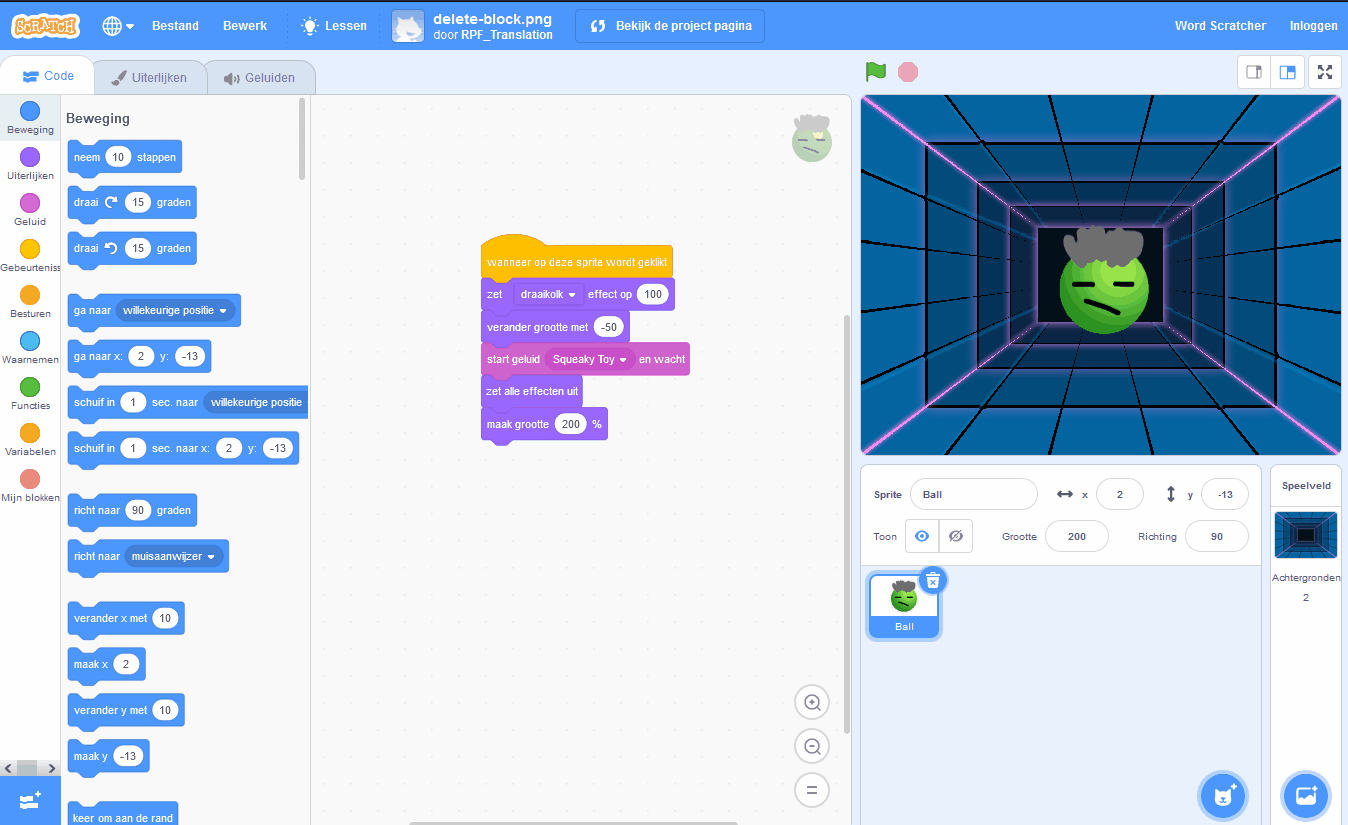 SCRATCH
Bestand
Bewerk
Lessen
delete-block.png
door RPF_Translation
Bekijk de project pagina
Word Scratcher
Inloggen
Code
Uiterlijken
Geluiden
Beweging
Uiterlijken
Geluid
Gebeurteniss
Besturen
Waarnemen
Functies
Variabelen
Mijn blokken
Beweging
neem 10 stappen
draai 15 graden
draai 15 graden
ga naar willekeurige positie
ga naar x: 2 y: -13
schuif in 1 sec. naar willekeurige positie
schuif in 1 sec. naar x: 2 y: -13
richt naar 90 graden
richt naar muisaanwijzer
verander x met 10
maak x 2
verander y met 10
maak y -13
keer om aan de rand
wanneer op deze sprite wordt geklikt
zet draaikolk effect op 100
verander grootte met -50
start geluid Squeaky Toy en wacht
zet alle effecten uit
maak grootte 200 %
Sprite Ball x 2 y -13
Toon Grootte 200 Richting 90
Ball
Speelveld
Achtergronden
2